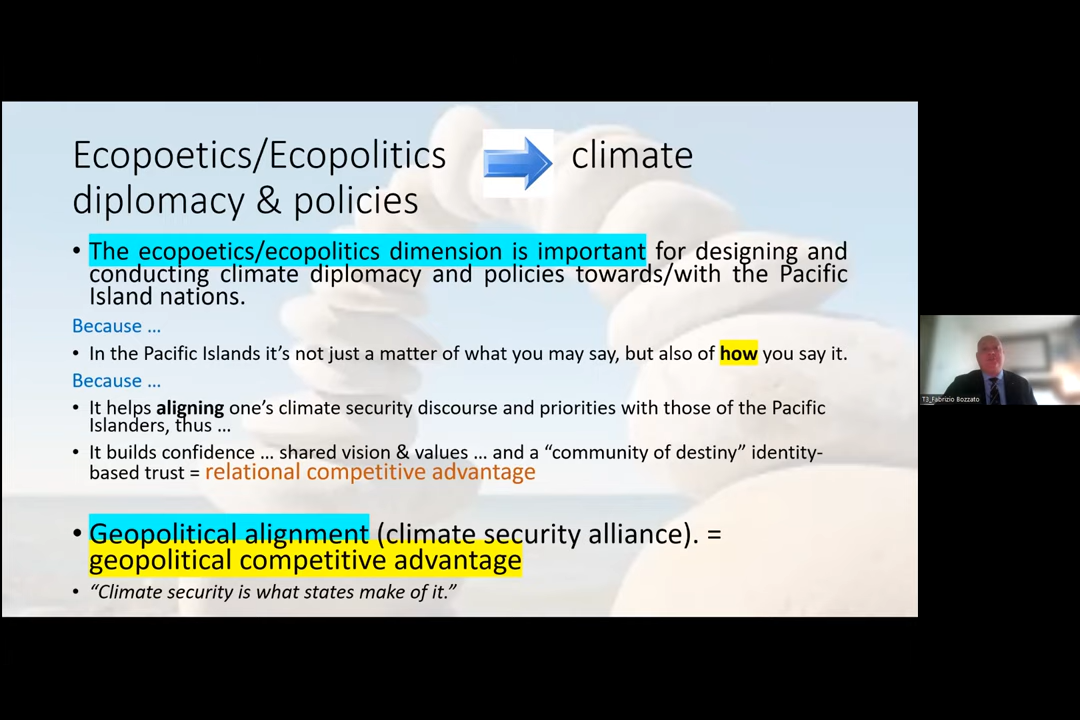 Ecopoetics/Ecopolitics climate
diplomacy & policies
• The ecopoetics/ecopolitics dimension is important for designing and
conducting climate diplomacy and policies towards/with the Pacific
Island nations.
Because …
• In the Pacific Islands it’s not just a matter of what you may say, but also of how you say it.
Because …
• It helps aligning one’s climate security discourse and priorities with those of the Pacific
Islanders, thus …
• It builds confidence … shared vision & values … and a “community of destiny” identity-
based trust = relational competitive advantage
• Geopolitical alignment (climate security alliance). =
geopolitical competitive advantage
• “Climate security is what states make of it.”
T3_Fabrizio Bozzato